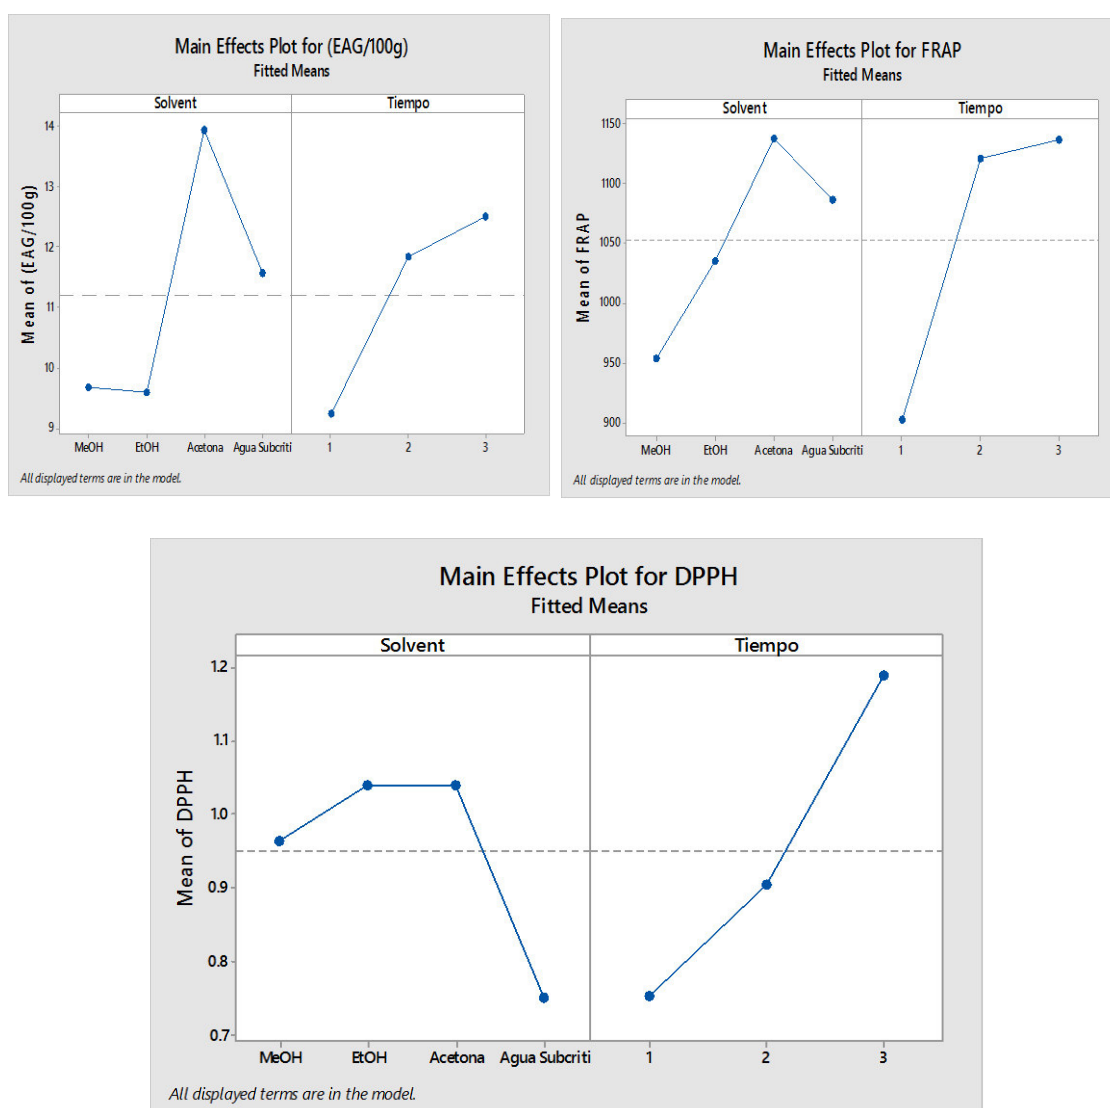 Main Effects Plot for (EAG/100g)
Fitted Means
Solvent Tiempo
14
13
12
11
10
9
Mean of (EAG/100g)
MeOH EtOH Acetona Agua Subcriti 1 2 3
All displayed terms are in the model.
Main Effects Plot for FRAP
Fitted Means
Solvent Tiempo
1150
1100
1050
1000
950
900
Mean of FRAP
MeOH EtOH Acetona Agua Subcriti 1 2 3
All displayed terms are in the model.
Main Effects Plot for DPPH
Fitted Means
Solvent Tiempo
1.2
1.1
1.0
0.9
0.8
0.7
Mean of DPPH
MeOH EtOH Acetona Agua Subcriti 1 2 3
All displayed terms are in the model.